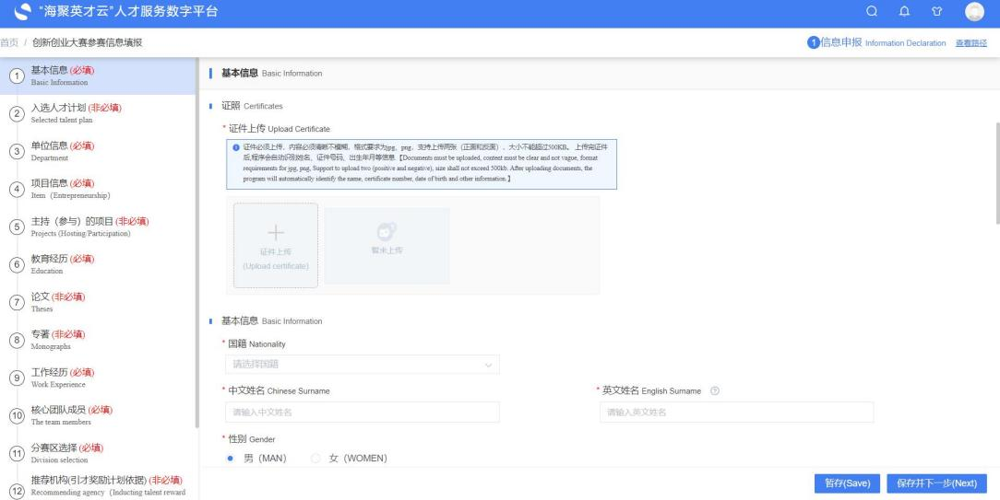 “海聚英才云”人才服务数字平台
首页 / 创新创业大赛参赛信息填报
1 信息申报 Information Declaration 查看路径
1 基本信息 (必填)
Basic Information
2 入选人才计划 (非必填)
Selected talent plan
3 单位信息 (必填)
Department
4 项目信息 (必填)
Item（Entrepreneurship）
5 主持（参与）的项目 (非必填)
Projects (Hosting/Participation)
6 教育经历 (必填)
Education
7 论文 (非必填)
Theses
8 专著 (非必填)
Monographs
9 工作经历 (必填)
Work Experience
10 核心团队成员 (必填)
The team members
11 分赛区选择 (必填)
Division selection
12 推荐机构(引才奖励计划依据) (非必填)
Recommending agency（Inducting talent reward
基本信息 Basic Information
证照 Certificates
* 证件上传 Upload Certificate
证件必须上传，内容必须清晰不模糊，格式要求为jpg，png，支持上传两张（正面和反面），大小不能超过500KB。 上传完证件
后,程序会自动识别姓名、证件号码、出生年月等信息【Documents must be uploaded, content must be clear and not vague, format
requirements for jpg, png, Support to upload two (positive and negative), size shall not exceed 500kb. After uploading documents, the
program will automatically identify the name, certificate number, date of birth and other information.】
证件上传
(Upload certificate)
暂未上传
基本信息 Basic Information
* 国籍 Nationality
请选择国籍
* 中文姓名 Chinese Surname
请输入中文姓名
* 英文姓名 English Surname
请输入英文姓名
* 性别 Gender
男（MAN） 女（WOMEN）
暂存(Save) 保存并下一步(Next)